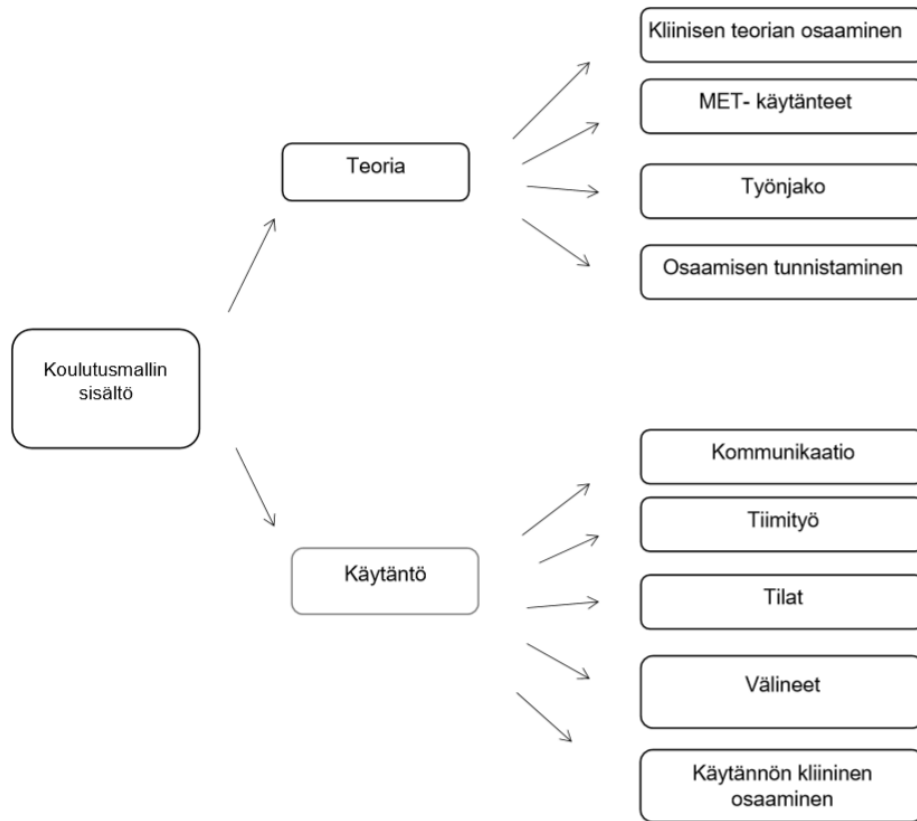 Koulutusmallin
sisältö
Teoria
Kliinisen teorian osaaminen
MET- käytänteet
Työnjako
Osaamisen tunnistaminen
Käytäntö
Kommunikaatio
Tiimityö
Tilat
Välineet
Käytännön kliininen
osaaminen